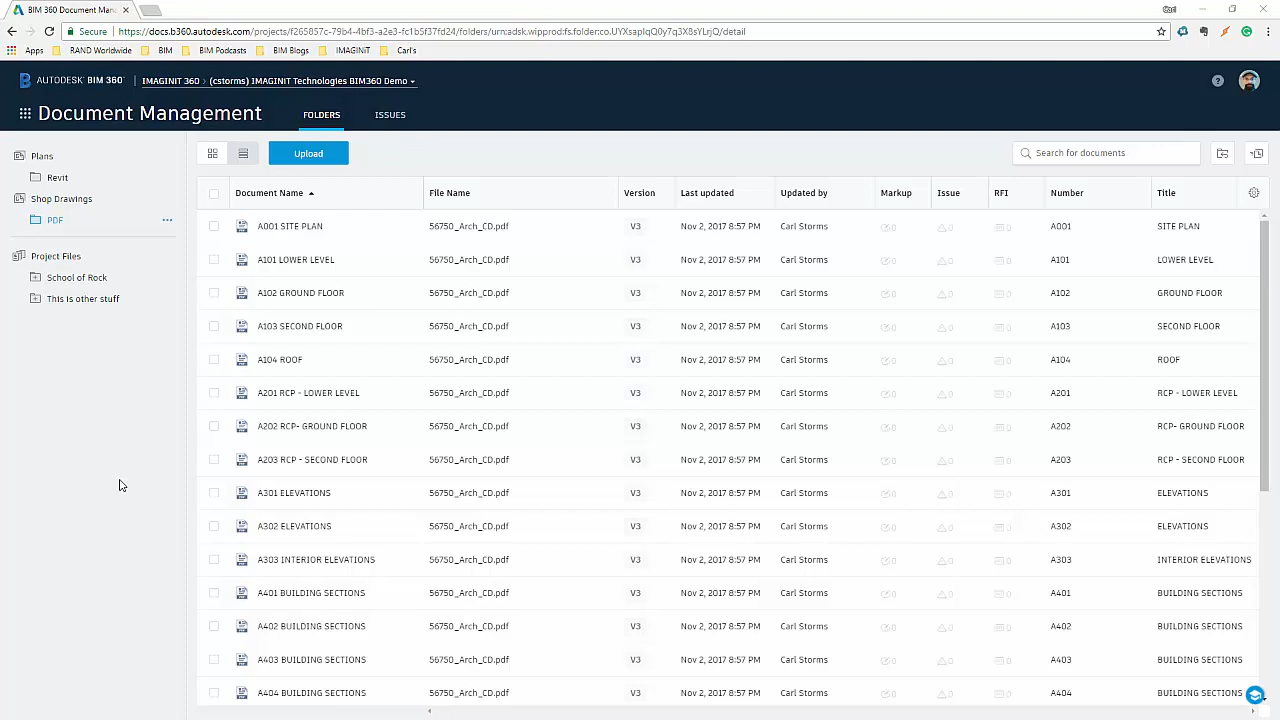 BIM 360 Document Man
Secure https://docs.b360.autodesk.com/projects/f265857c-79b4-4bf3-a2e3-fc1b5f37fd24/folders/urn:adsk.wipprod:fs.folder:co.UYXsaplqQ0y7q3X8sYLrjQ/detail
Apps RAND Worldwide BIM BIM Podcasts BIM Blogs IMAGINiT Carl's
AUTODESK® BIM 360° IMAGINIT 360 > (cstorms) IMAGINIT Technologies BIM360 Demo
Document Management FOLDERS ISSUES
Plans
Revit
Shop Drawings
PDF
Project Files
School of Rock
This is other stuff
Upload Search for documents
Document Name File Name Version Last updated Updated by Markup Issue RFI Number Title
A001 SITE PLAN 56750_Arch_CD.pdf V3 Nov 2, 2017 8:57 PM Carl Storms 0 0 0 A001 SITE PLAN
A101 LOWER LEVEL 56750_Arch_CD.pdf V3 Nov 2, 2017 8:57 PM Carl Storms 0 0 0 A101 LOWER LEVEL
A102 GROUND FLOOR 56750_Arch_CD.pdf V3 Nov 2, 2017 8:57 PM Carl Storms 0 0 0 A102 GROUND FLOOR
A103 SECOND FLOOR 56750_Arch_CD.pdf V3 Nov 2, 2017 8:57 PM Carl Storms 0 0 0 A103 SECOND FLOOR
A104 ROOF 56750_Arch_CD.pdf V3 Nov 2, 2017 8:57 PM Carl Storms 0 0 0 A104 ROOF
A201 RCP - LOWER LEVEL 56750_Arch_CD.pdf V3 Nov 2, 2017 8:57 PM Carl Storms 0 0 0 A201 RCP - LOWER LEVEL
A202 RCP- GROUND FLOOR 56750_Arch_CD.pdf V3 Nov 2, 2017 8:57 PM Carl Storms 0 0 0 A202 RCP- GROUND FLOOR
A203 RCP - SECOND FLOOR 56750_Arch_CD.pdf V3 Nov 2, 2017 8:57 PM Carl Storms 0 0 0 A203 RCP - SECOND FLOOR
A301 ELEVATIONS 56750_Arch_CD.pdf V3 Nov 2, 2017 8:57 PM Carl Storms 0 0 0 A301 ELEVATIONS
A302 ELEVATIONS 56750_Arch_CD.pdf V3 Nov 2, 2017 8:57 PM Carl Storms 0 0 0 A302 ELEVATIONS
A303 INTERIOR ELEVATIONS 56750_Arch_CD.pdf V3 Nov 2, 2017 8:57 PM Carl Storms 0 0 0 A303 INTERIOR ELEVATIONS
A401 BUILDING SECTIONS 56750_Arch_CD.pdf V3 Nov 2, 2017 8:57 PM Carl Storms 0 0 0 A401 BUILDING SECTIONS
A402 BUILDING SECTIONS 56750_Arch_CD.pdf V3 Nov 2, 2017 8:57 PM Carl Storms 0 0 0 A402 BUILDING SECTIONS
A403 BUILDING SECTIONS 56750_Arch_CD.pdf V3 Nov 2, 2017 8:57 PM Carl Storms 0 0 0 A403 BUILDING SECTIONS
A404 BUILDING SECTIONS 56750_Arch_CD.pdf V3 Nov 2, 2017 8:57 PM Carl Storms 0 0 0 A404 BUILDING SECTIONS